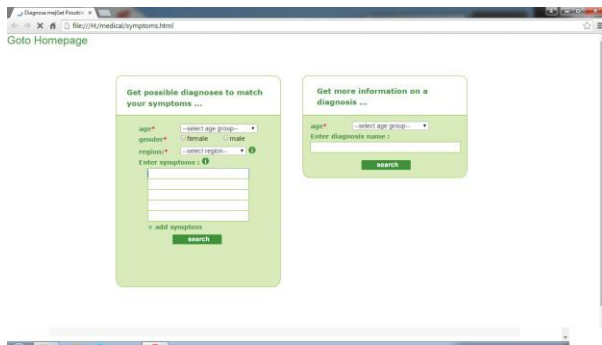 Diagnose me|Get Possible
file:///H:/medical/symptoms.html
Goto Homepage
Get possible diagnoses to match
your symptoms ...
age* --select age group--
gender* female male
region:* --select region--
Enter symptoms :
+ add symptom
search
Get more information on a
diagnosis ...
age* --select age group--
Enter diagnosis name :
search